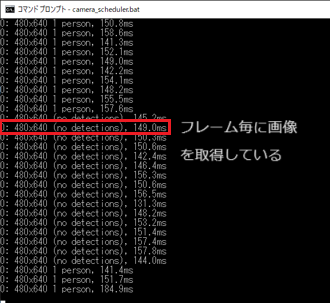 コマンド プロンプト - camera_scheduler.bat
0: 480x640 1 person, 150.8ms
0: 480x640 1 person, 158.6ms
0: 480x640 1 person, 141.3ms
0: 480x640 1 person, 152.1ms
0: 480x640 1 person, 149.0ms
0: 480x640 1 person, 142.2ms
0: 480x640 1 person, 154.1ms
0: 480x640 1 person, 148.2ms
0: 480x640 1 person, 155.5ms
0: 480x640 1 person, 157.6ms
0: 480x640 (no detections), 145.2ms
0: 480x640 (no detections), 149.0ms
フレーム毎に画像
0: 480x640 (no detections), 150.3ms
0: 480x640 (no detections), 150.6ms
を取得している
0: 480x640 (no detections), 142.4ms
0: 480x640 (no detections), 146.4ms
0: 480x640 (no detections), 156.3ms
0: 480x640 (no detections), 150.6ms
0: 480x640 (no detections), 156.5ms
0: 480x640 (no detections), 131.3ms
0: 480x640 (no detections), 148.2ms
0: 480x640 (no detections), 153.2ms
0: 480x640 (no detections), 151.4ms
0: 480x640 (no detections), 157.4ms
0: 480x640 (no detections), 157.8ms
0: 480x640 (no detections), 144.0ms
0: 480x640 1 person, 141.4ms
0: 480x640 1 person, 151.7ms
0: 480x640 1 person, 184.9ms